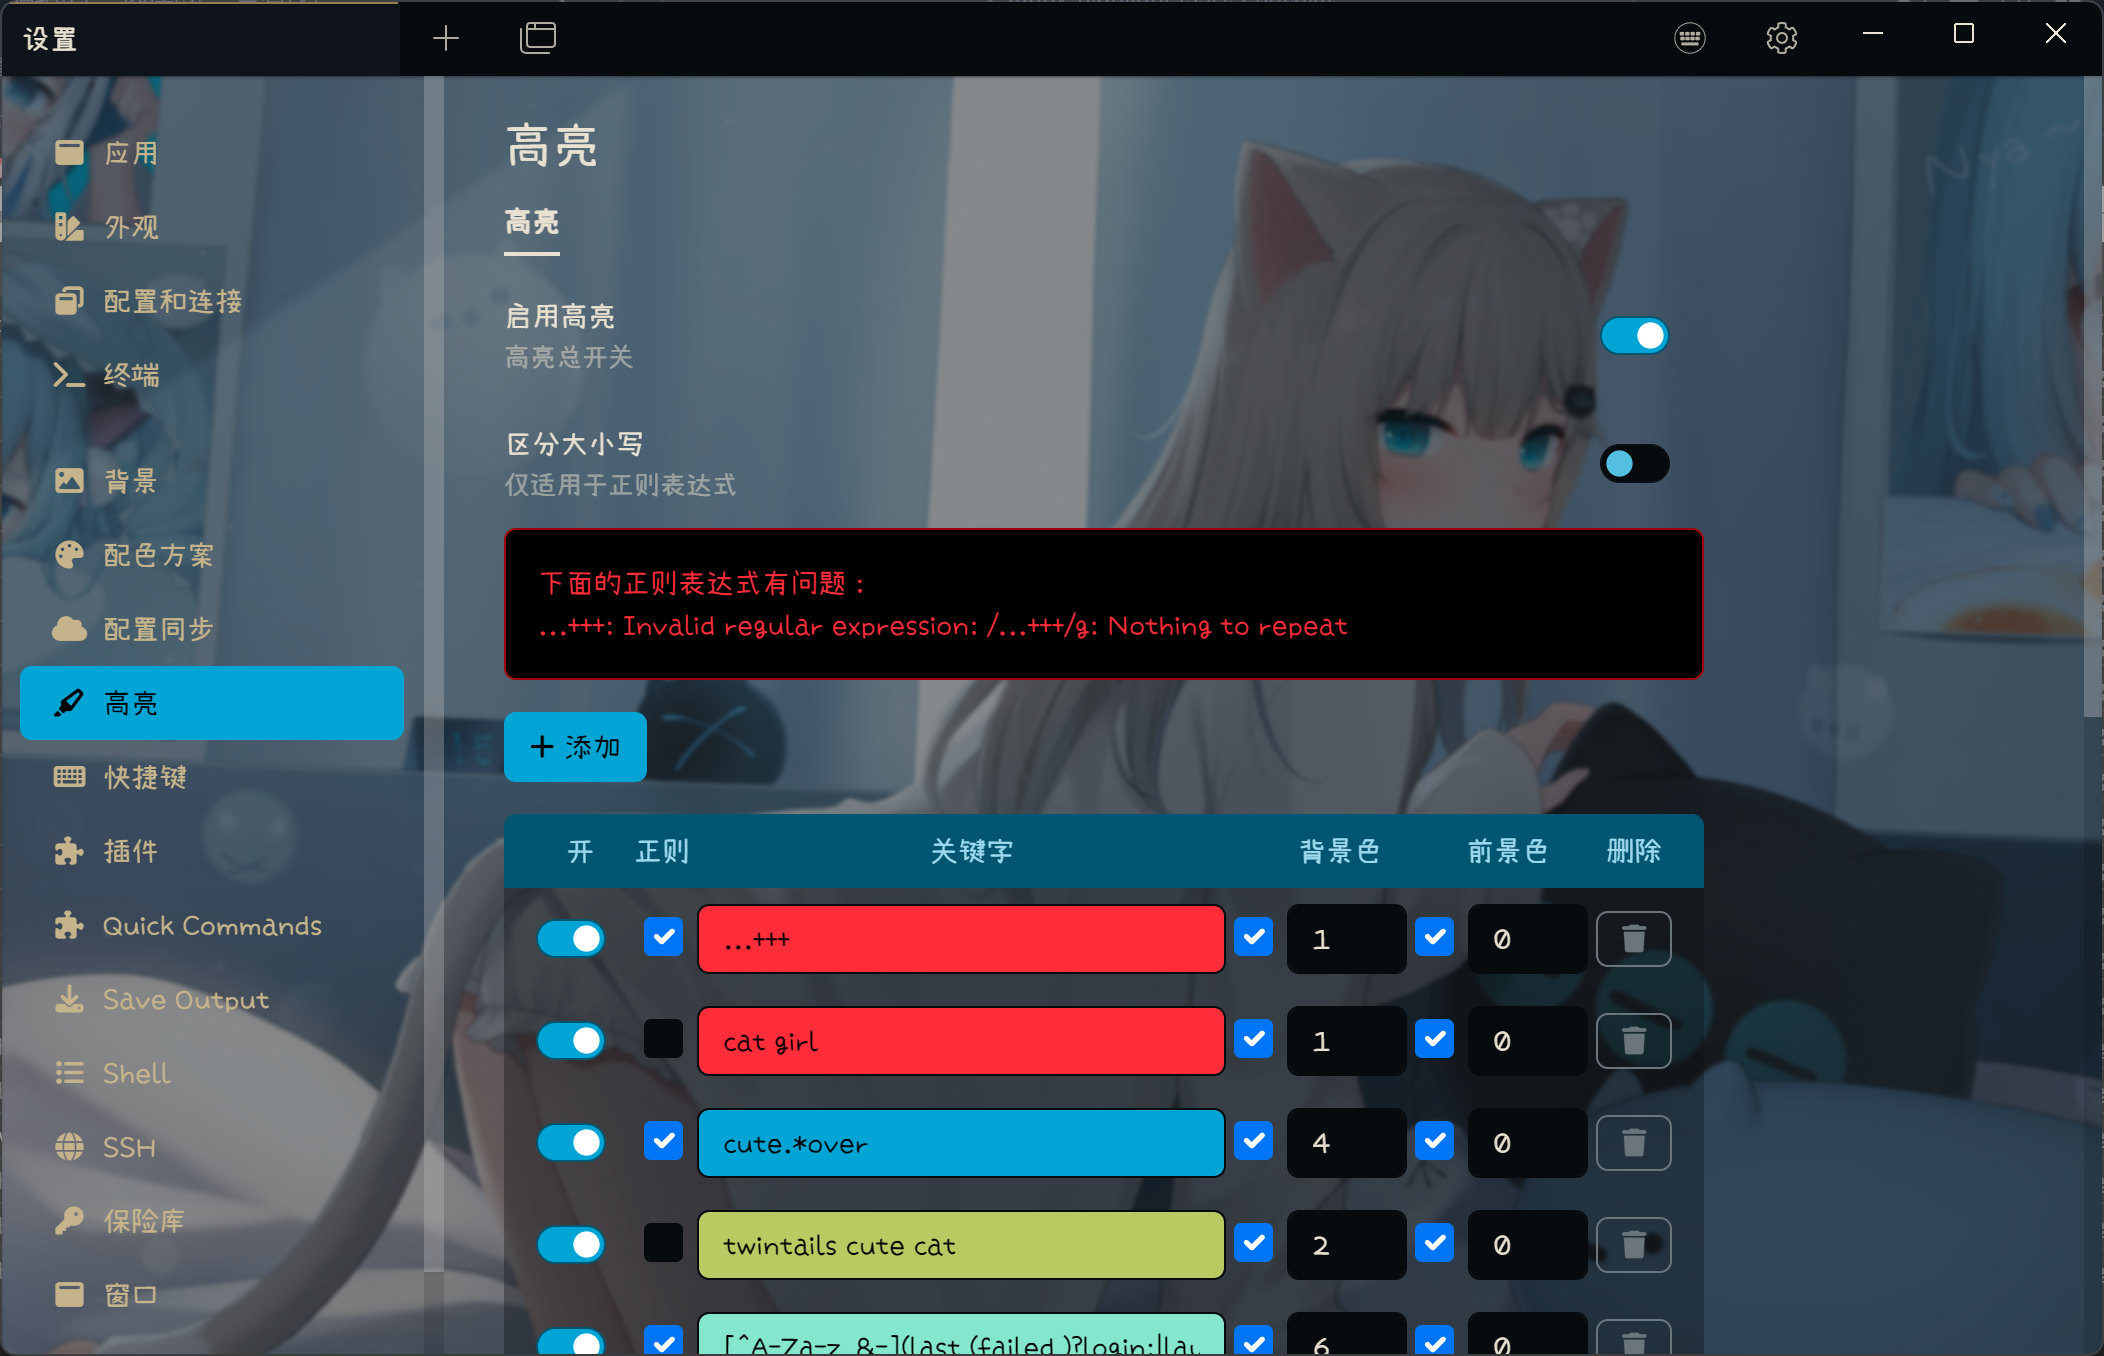 设置
应用
外观
配置和连接
终端
背景
配色方案
配置同步
高亮
快捷键
插件
Quick Commands
Save Output
Shell
SSH
保险库
窗口
高亮
高亮
启用高亮
高亮总开关
区分大小写
仅适用于正则表达式
下面的正则表达式有问题：
...+++: Invalid regular expression: /...+++/g: Nothing to repeat
+ 添加
开 正则 关键字 背景色 前景色 删除
...+++ 1 0
cat girl 1 0
cute.*over 4 0
twintails cute cat 2 0
[^A-Za-z_&-](last (failed )?login:|lau 6 0
Nya ~